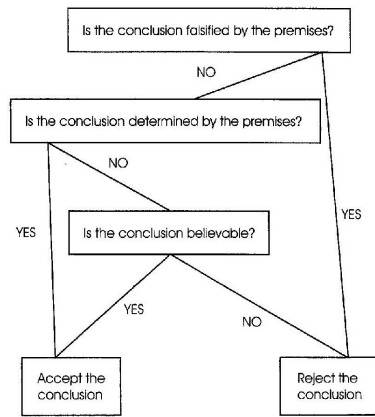 Is the conclusion falsified by the premises?
NO
Is the conclusion determined by the premises?
NO
YES
YES
Is the conclusion believable?
YES
NO
Accept the
conclusion
Reject the
conclusion